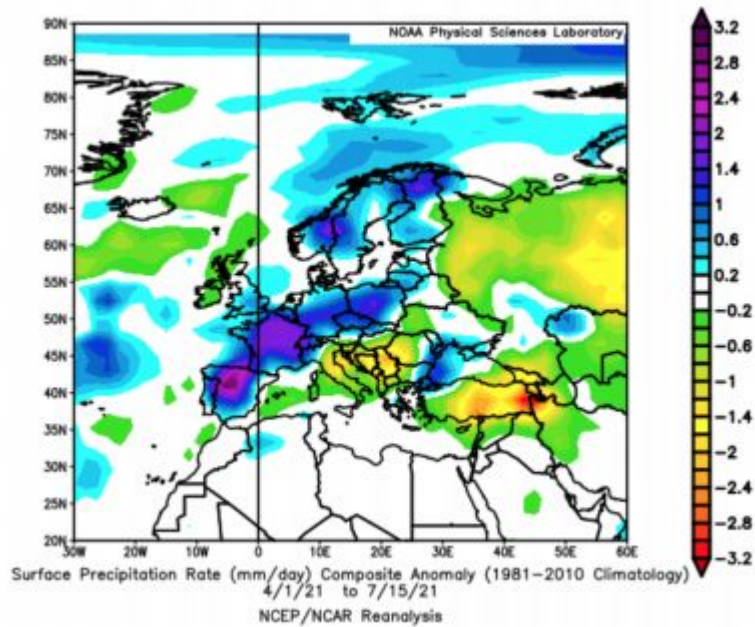 NOAA Physical Sciences Laboratory
90N
85N
80N
75N
70N
65N
60N
55N
50N
45N
40N
35N
30N
25N
20N
30W 20W 10W 0 10E 20E 30E 40E 50E 60E
3.2
2.8
2.4
2
1.4
1
0.6
0.2
-0.2
-0.6
-1
-1.4
-2
-2.4
-2.8
-3.2
Surface Precipitation Rate (mm/day) Composite Anomaly (1981-2010 Climatology)
4/1/21 to 7/15/21
NCEP/NCAR Reanalysis